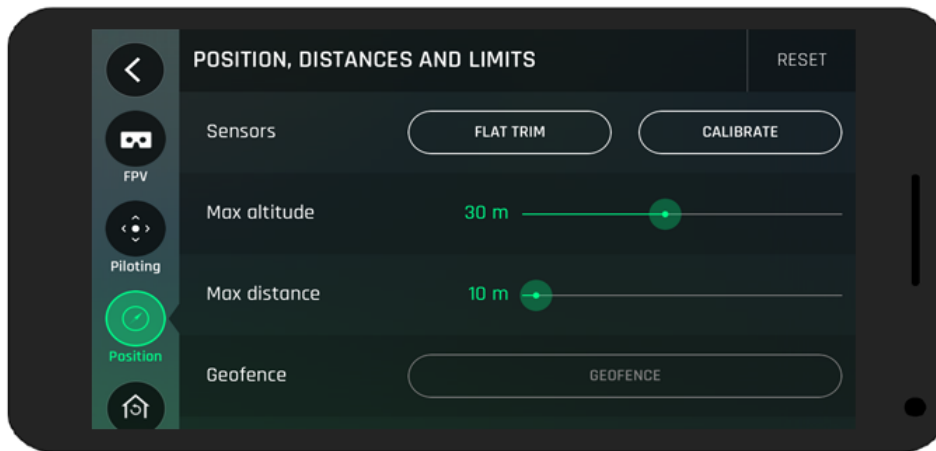 POSITION, DISTANCES AND LIMITS RESET
Sensors FLAT TRIM CALIBRATE
FPV
Max altitude 30 m
Piloting
Max distance 10 m
Position
Geofence GEOFENCE